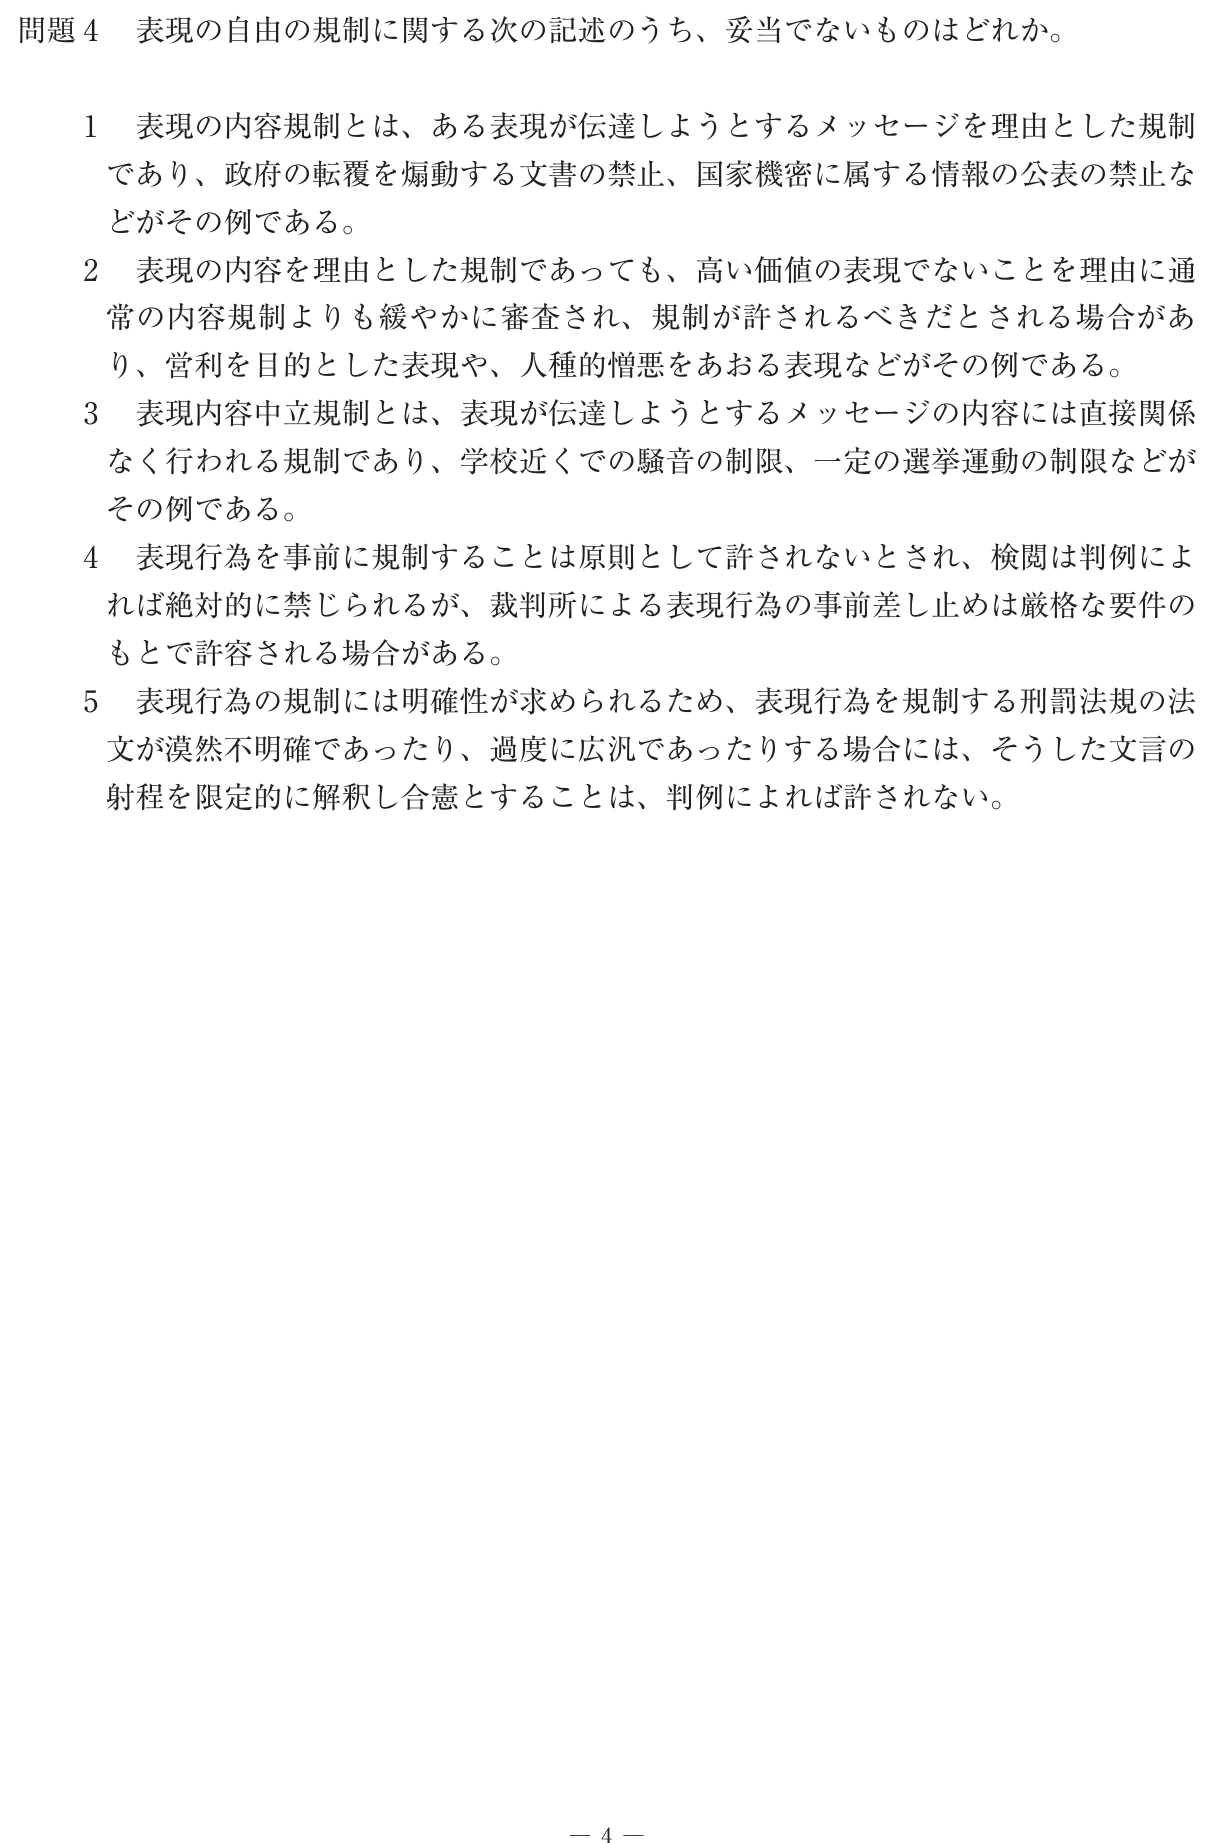 問題4　表現の自由の規制に関する次の記述のうち、妥当でないものはどれか。
1　表現の内容規制とは、ある表現が伝達しようとするメッセージを理由とした規制
であり、政府の転覆を煽動する文書の禁止、国家機密に属する情報の公表の禁止な
どがその例である。
2　表現の内容を理由とした規制であっても、高い価値の表現でないことを理由に通
常の内容規制よりも緩やかに審査され、規制が許されるべきだとされる場合があ
り、営利を目的とした表現や、人種的憎悪をあおる表現などがその例である。
3　表現内容中立規制とは、表現が伝達しようとするメッセージの内容には直接関係
なく行われる規制であり、学校近くでの騒音の制限、一定の選挙運動の制限などが
その例である。
4　表現行為を事前に規制することは原則として許されないとされ、検閲は判例によ
れば絶対的に禁じられるが、裁判所による表現行為の事前差し止めは厳格な要件の
もとで許容される場合がある。
5　表現行為の規制には明確性が求められるため、表現行為を規制する刑罰法規の法
文が漠然不明確であったり、過度に広汎であったりする場合には、そうした文言の
射程を限定的に解釈し合憲とすることは、判例によれば許されない。
― 4 ―